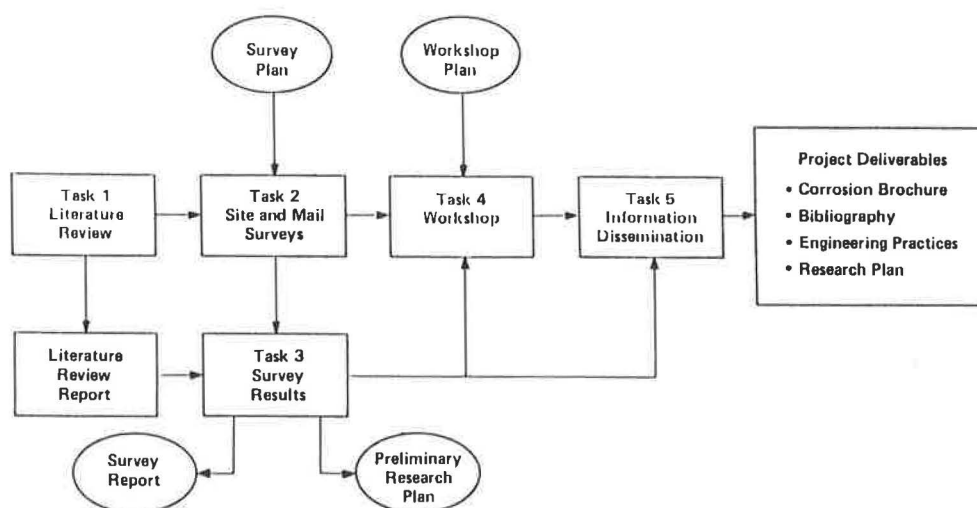 Survey
Plan
Workshop
Plan
Task 1
Literature
Review
Task 2
Site and Mail
Surveys
Task 4
Workshop
Task 5
Information
Dissemination
Project Deliverables
• Corrosion Brochure
• Bibliography
• Engineering Practices
• Research Plan
Literature
Review
Report
Task 3
Survey
Results
Survey
Report
Preliminary
Research
Plan